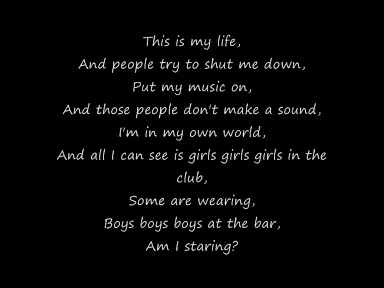 This is my life,
And people try to shut me down,
Put my music on,
And those people don't make a sound,
I'm in my own world,
And all I can see is girls girls girls in the
club,
Some are wearing,
Boys boys boys at the bar,
Am I staring?